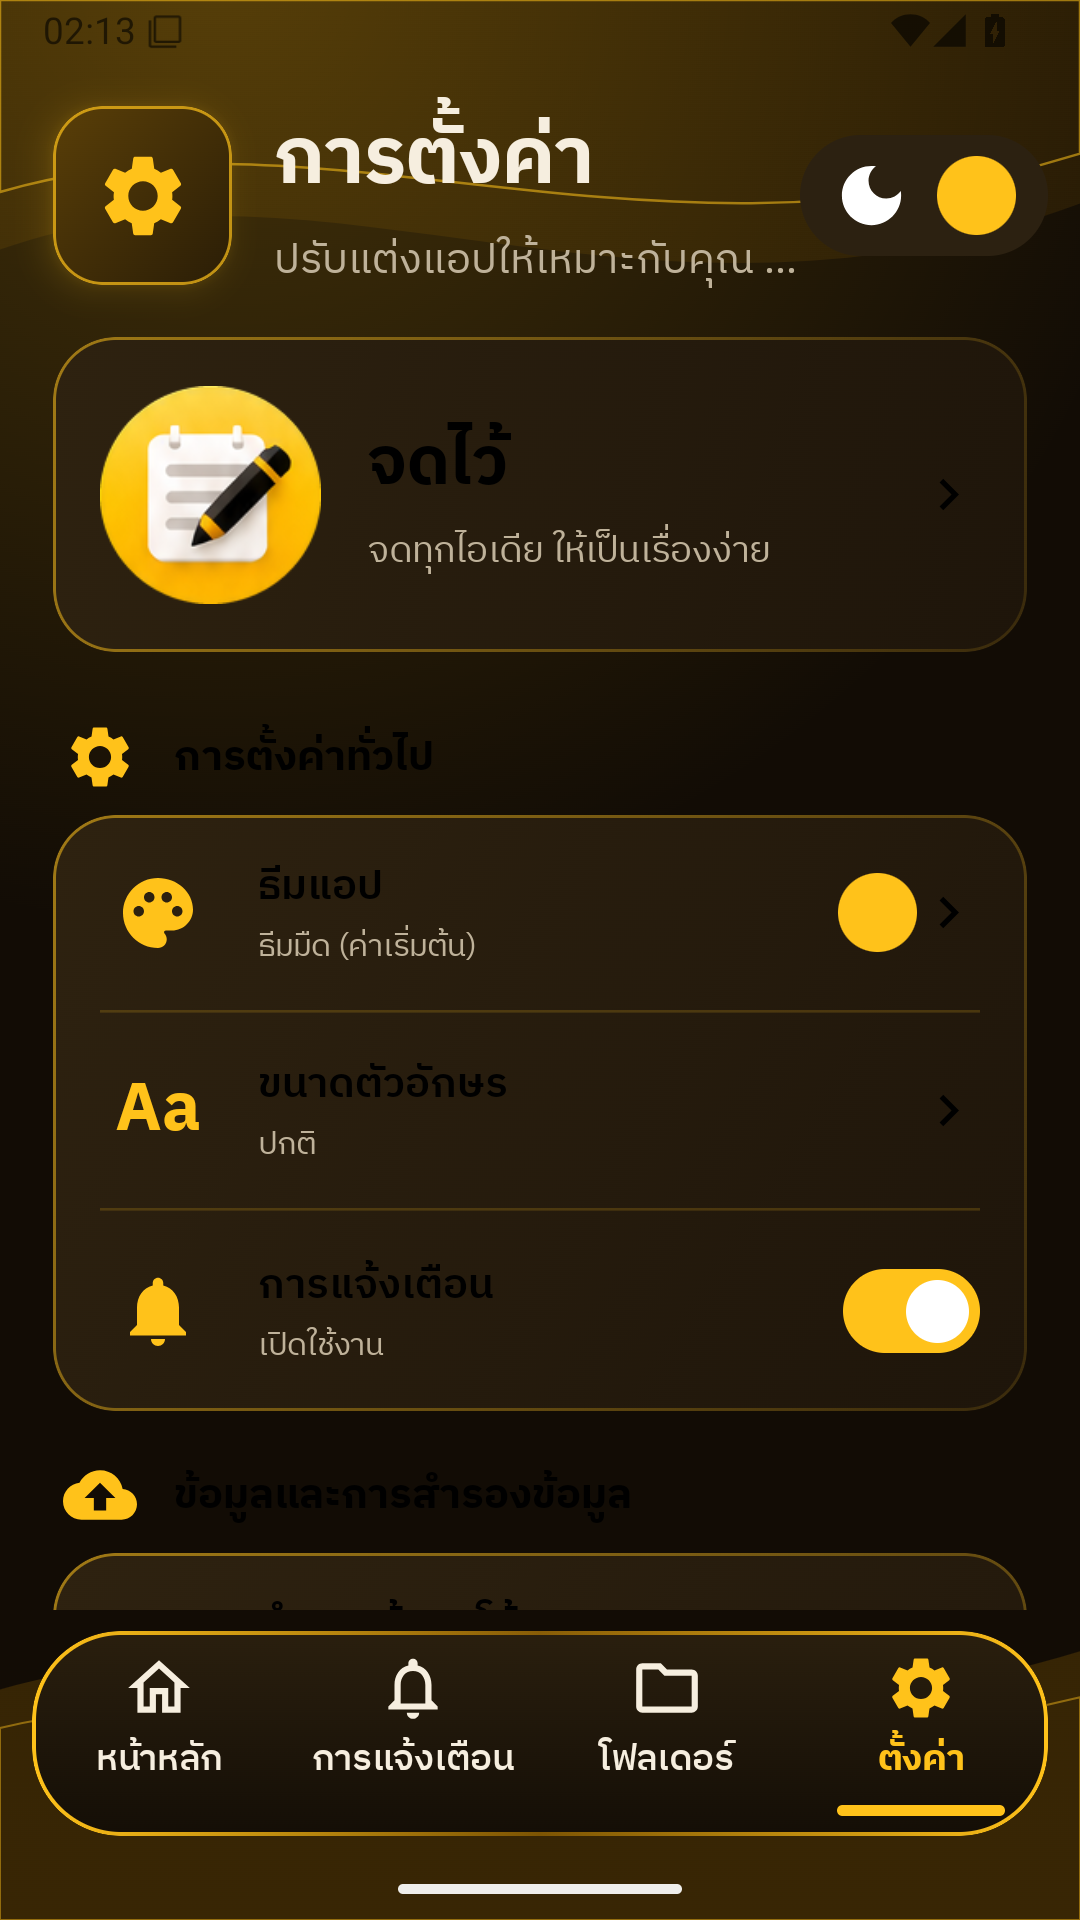 02:13
การตั้งค่า
ปรับแต่งแอปให้เหมาะกับคุณ ...
จดไว้
จดทุกไอเดีย ให้เป็นเรื่องง่าย
การตั้งค่าทั่วไป
ธีมแอป
ธีมมืด (ค่าเริ่มต้น)
Aa
ขนาดตัวอักษร
ปกติ
การแจ้งเตือน
เปิดใช้งาน
ข้อมูลและการสำรองข้อมูล
หน้าหลัก
การแจ้งเตือน
โฟลเดอร์
ตั้งค่า